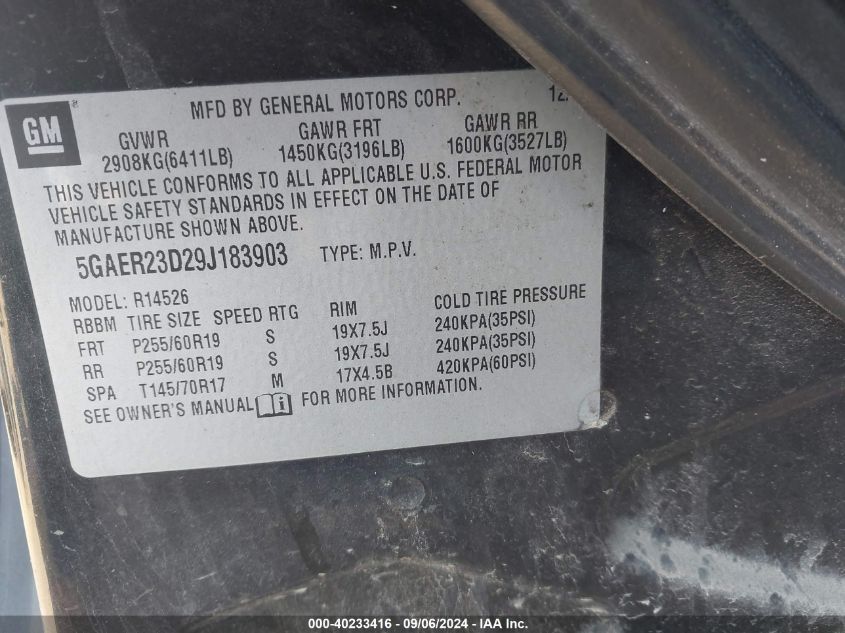 MFD BY GENERAL MOTORS CORP.
GM
GVWR GAWR FRT GAWR RR
2908KG(6411LB) 1450KG(3196LB) 1600KG(3527LB)
THIS VEHICLE CONFORMS TO ALL APPLICABLE U.S. FEDERAL MOTOR
VEHICLE SAFETY STANDARDS IN EFFECT ON THE DATE OF
MANUFACTURE SHOWN ABOVE.
5GAER23D29J183903 TYPE: M.P.V.
MODEL: R14526
RBBM TIRE SIZE SPEED RTG RIM COLD TIRE PRESSURE
FRT P255/60R19 S 19X7.5J 240KPA(35PSI)
RR P255/60R19 S 19X7.5J 240KPA(35PSI)
SPA T145/70R17 M 17X4.5B 420KPA(60PSI)
SEE OWNER'S MANUAL i FOR MORE INFORMATION.
000-40233416 - 09/06/2024 - IAA Inc.